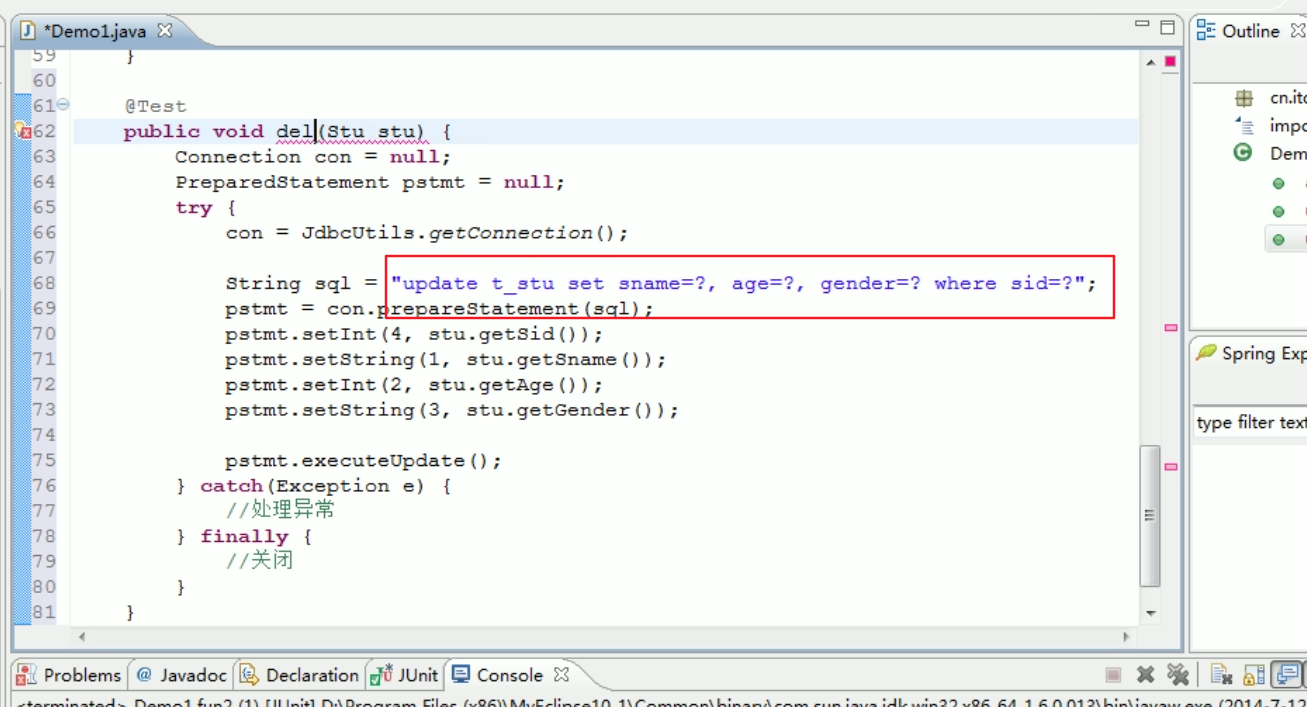 *Demo1.java
Outline
59 }
60
61 @Test
62 public void del(Stu stu) {
63 Connection con = null;
64 PreparedStatement pstmt = null;
65 try {
66 con = JdbcUtils.getConnection();
67
68 String sql = "update t_stu set sname=?, age=?, gender=? where sid=?";
69 pstmt = con.prepareStatement(sql);
70 pstmt.setInt(4, stu.getSid());
71 pstmt.setString(1, stu.getSname());
72 pstmt.setInt(2, stu.getAge());
73 pstmt.setString(3, stu.getGender());
74
75 pstmt.executeUpdate();
76 } catch(Exception e) {
77 //处理异常
78 } finally {
79 //关闭
80 }
81 }
cn.itc
impo
Dem
Spring Exp
type filter text
Problems @ Javadoc Declaration JUnit Console
<terminated> Demo1.fun2 (1) [JUnit] D:\Program Files (x86)\MyEclipse10.1\Common\binary\com.sun.java.jdk.win32.x86_64_1.6.0.013\bin\javaw.exe (2014-7-12